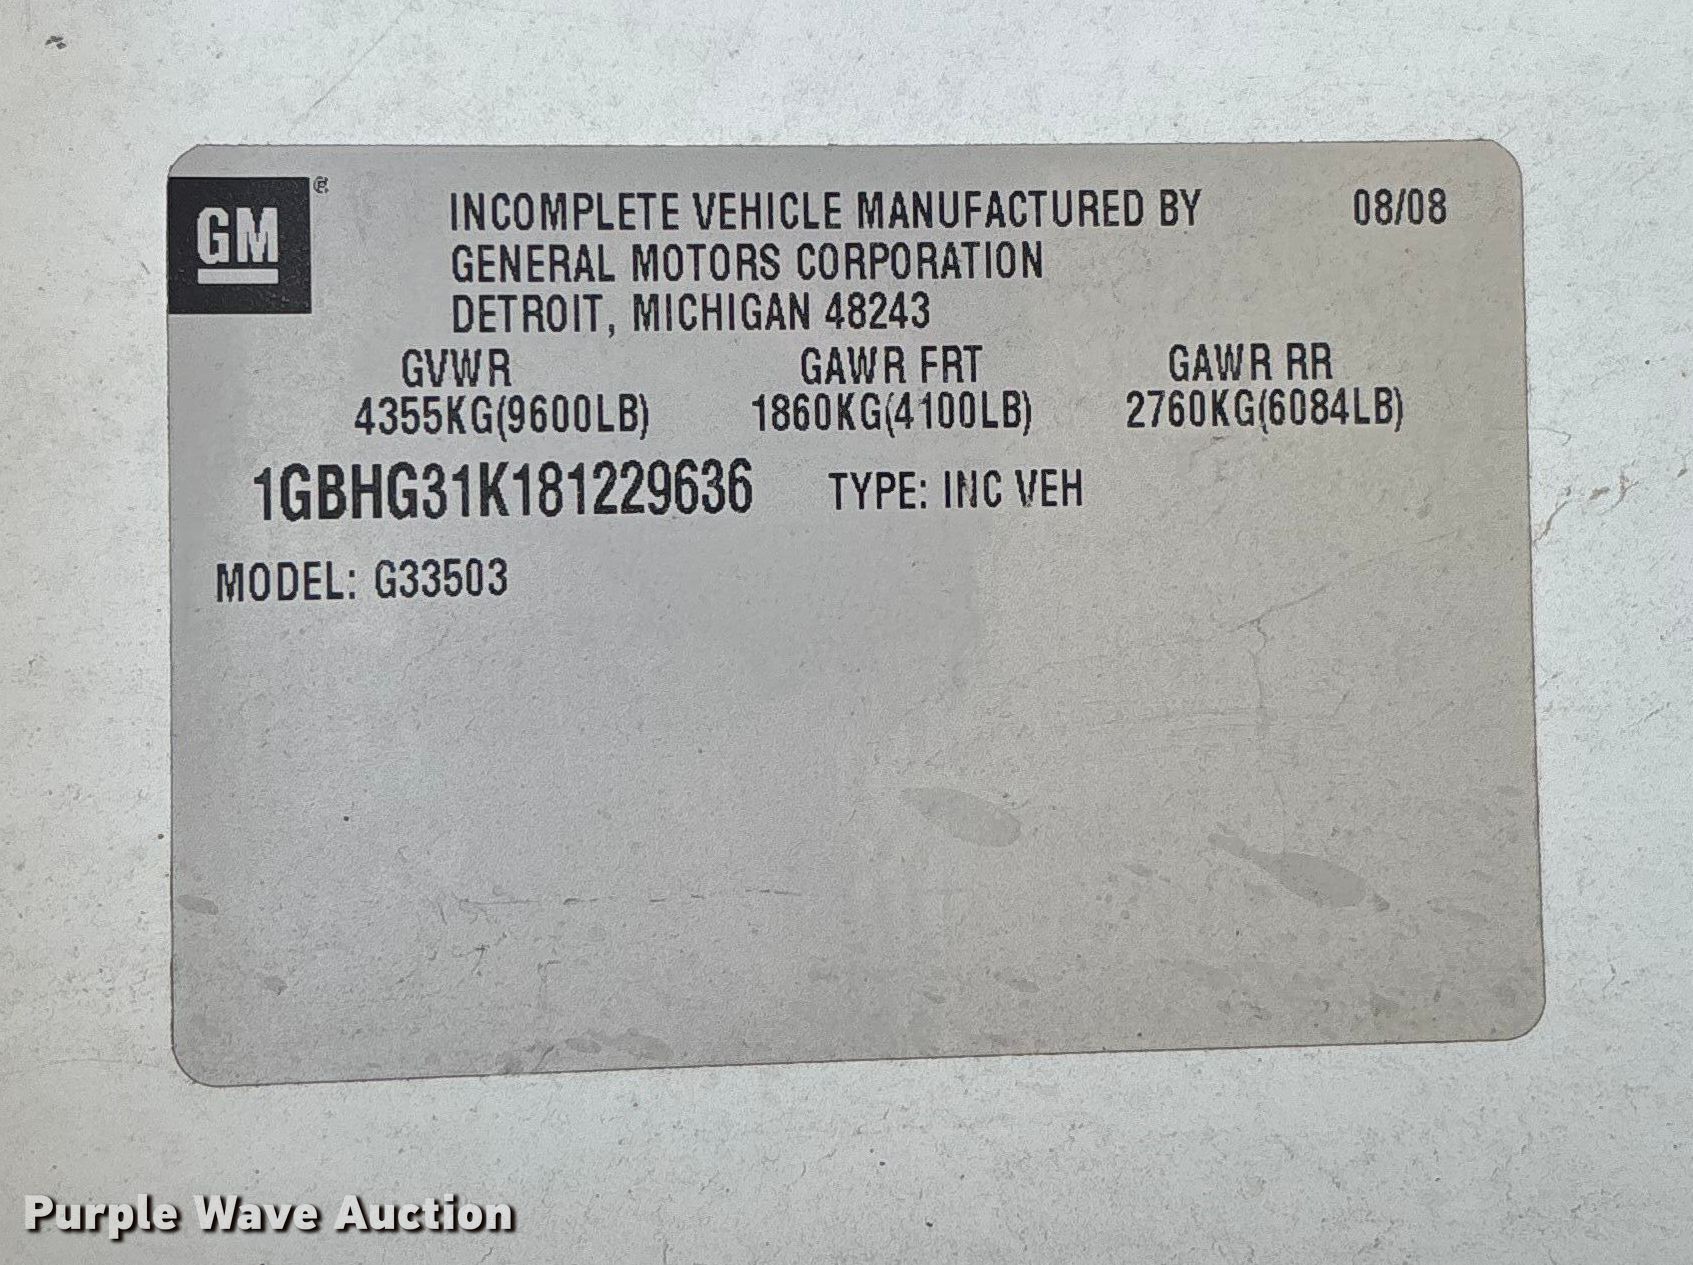 GM®
INCOMPLETE VEHICLE MANUFACTURED BY 08/08
GENERAL MOTORS CORPORATION
DETROIT, MICHIGAN 48243
GVWR GAWR FRT GAWR RR
4355KG(9600LB) 1860KG(4100LB) 2760KG(6084LB)
1GBHG31K181229636 TYPE: INC VEH
MODEL: G33503
Purple Wave Auction